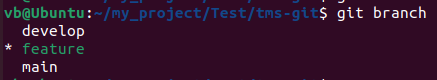 vb@Ubuntu:~/my_project/Test/tms-git$ git branch
develop
* feature
main